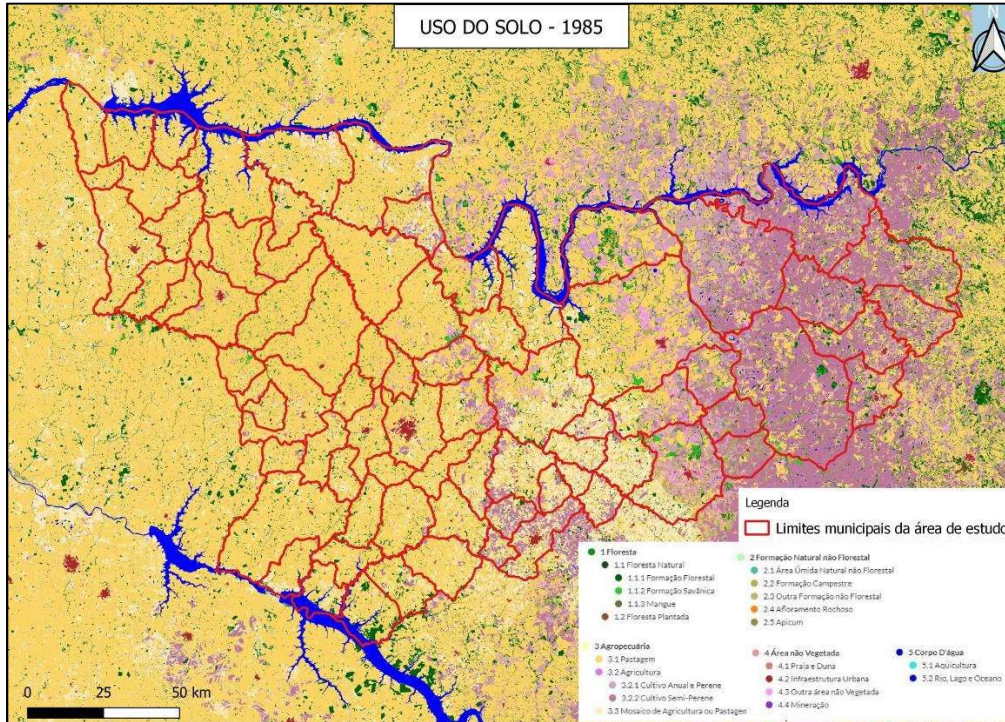 USO DO SOLO - 1985
N
Legenda
Limites municipais da área de estudo
1 Floresta
1.1 Floresta Natural
1.1.1 Formação Florestal
1.1.2 Formação Savânica
1.1.3 Mangue
1.2 Floresta Plantada
2 Formação Natural não Florestal
2.1 Área Úmida Natural não Florestal
2.2 Formação Campestre
2.3 Outra Formação não Florestal
2.4 Afloramento Rochoso
2.5 Apicum
3 Agropecuária
3.1 Pastagem
3.2 Agricultura
3.2.1 Cultivo Anual e Perene
3.2.2 Cultivo Semi-Perene
3.3 Mosaico de Agricultura ou Pastagen
4 Área não Vegetada
4.1 Praia e Duna
4.2 Infraestrutura Urbana
4.3 Outra área não Vegetada
4.4 Mineração
5 Corpo D'água
5.1 Aquicultura
5.2 Rio, Lago e Oceano
0 25 50 km